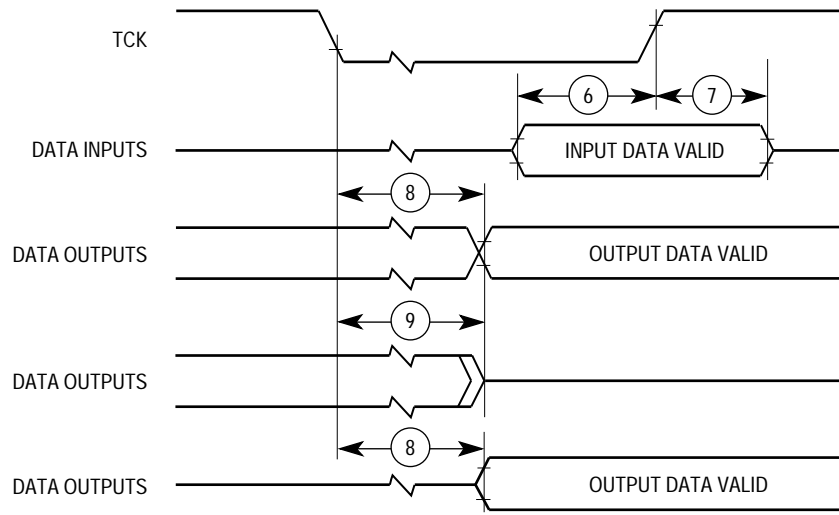 TCK
6
7
DATA INPUTS
INPUT DATA VALID
8
DATA OUTPUTS
OUTPUT DATA VALID
9
DATA OUTPUTS
8
DATA OUTPUTS
OUTPUT DATA VALID